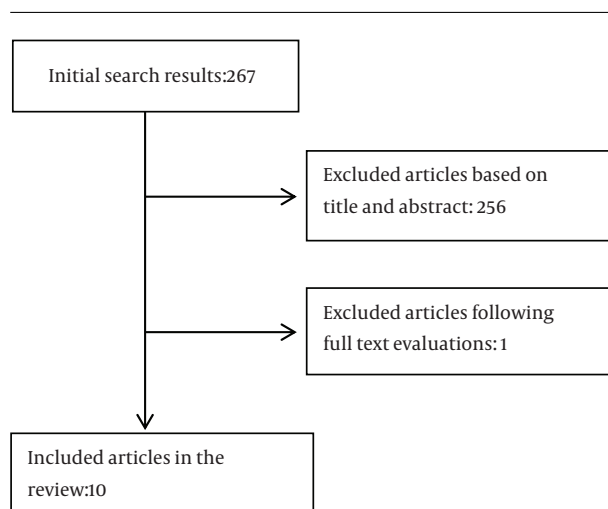 Initial search results:267
Excluded articles based on
title and abstract: 256
Excluded articles following
full text evaluations: 1
Included articles in the
review:10